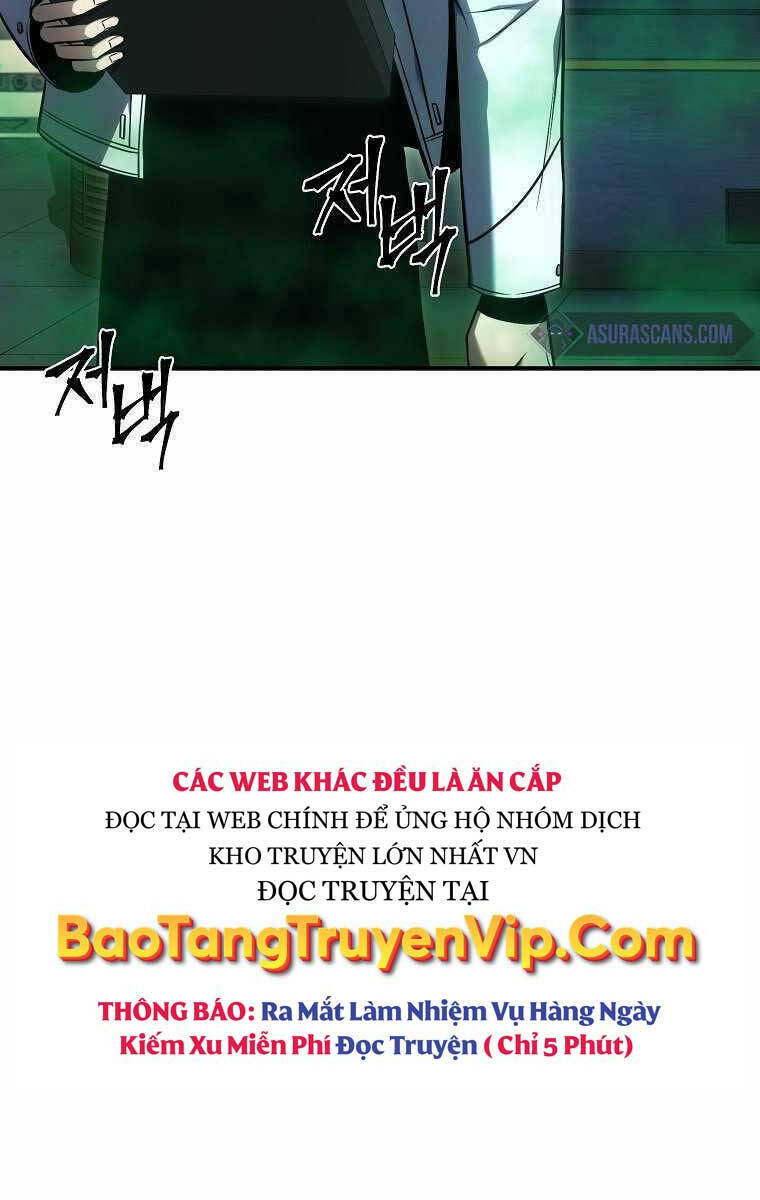 저벅
ASURASCANS.COM
저벅
CÁC WEB KHÁC ĐỀU LÀ ĂN CẮP
ĐỌC TẠI WEB CHÍNH ĐỂ ỦNG HỘ NHÓM DỊCH
KHO TRUYỆN LỚN NHẤT VN
ĐỌC TRUYỆN TẠI
BaoTangTruyenVip.Com
THÔNG BÁO: Ra Mắt Làm Nhiệm Vụ Hàng Ngày
Kiếm Xu Miễn Phí Đọc Truyện ( Chỉ 5 Phút)